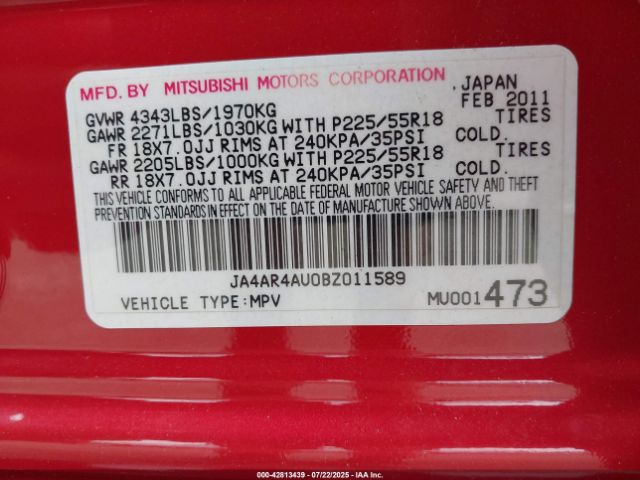 MFD. BY MITSUBISHI MOTORS CORPORATION , JAPAN
GVWR 4343LBS/1970KG FEB 2011
GAWR 2271LBS/1030KG WITH P225/55R18 TIRES
FR 18X7.0JJ RIMS AT 240KPA/35PSI COLD.
GAWR 2205LBS/1000KG WITH P225/55R18 TIRES
RR 18X7.0JJ RIMS AT 240KPA/35PSI COLD.
THIS VEHICLE CONFORMS TO ALL APPLICABLE FEDERAL MOTOR VEHICLE SAFETY AND THEFT
PREVENTION STANDARDS IN EFFECT ON THE DATE OF MANUFACTURE SHOWN ABOVE.
JA4AR4AU0BZ011589
VEHICLE TYPE:MPV MU001473
000-42813439 - 07/22/2025 - IAAI.COM